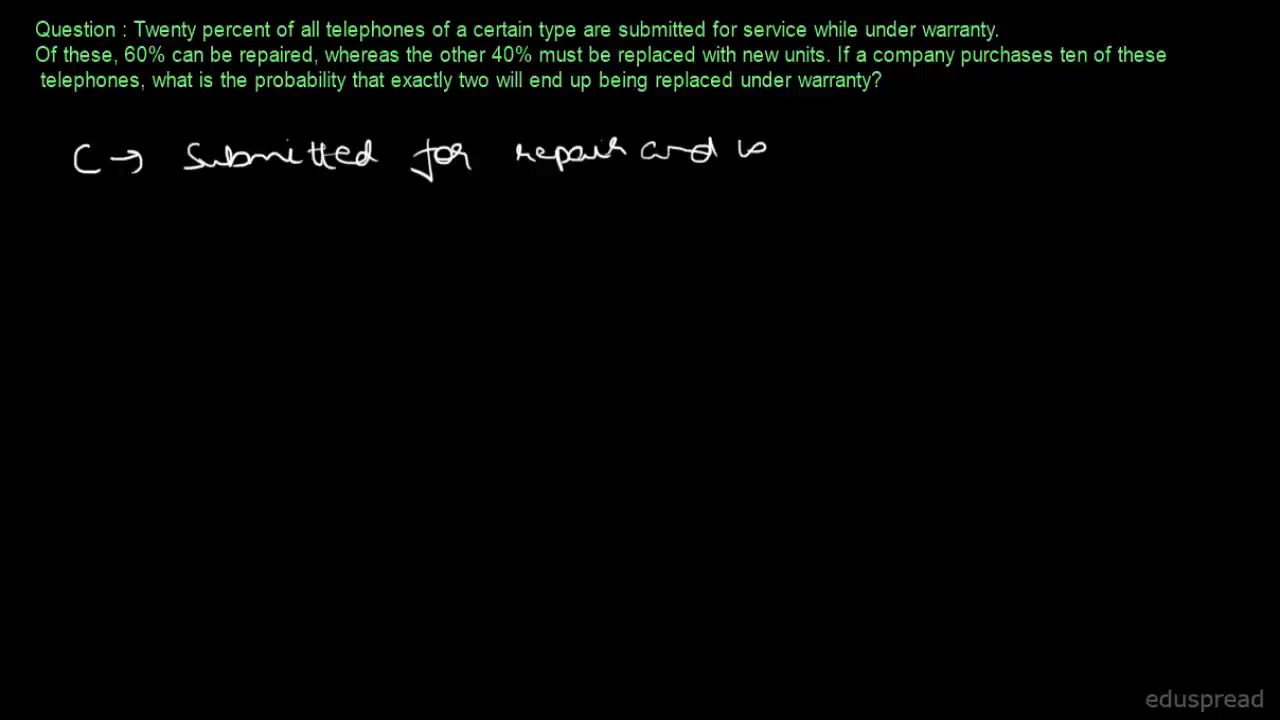 Question : Twenty percent of all telephones of a certain type are submitted for service while under warranty.
Of these, 60% can be repaired, whereas the other 40% must be replaced with new units. If a company purchases ten of these
telephones, what is the probability that exactly two will end up being replaced under warranty?
C → Submitted for repair and is
eduspread